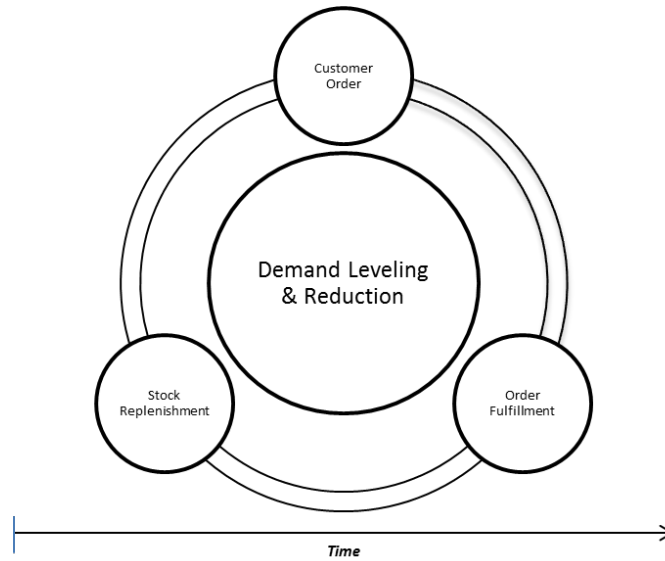 Customer
Order
Demand Leveling
& Reduction
Stock
Replenishment
Order
Fulfillment
Time